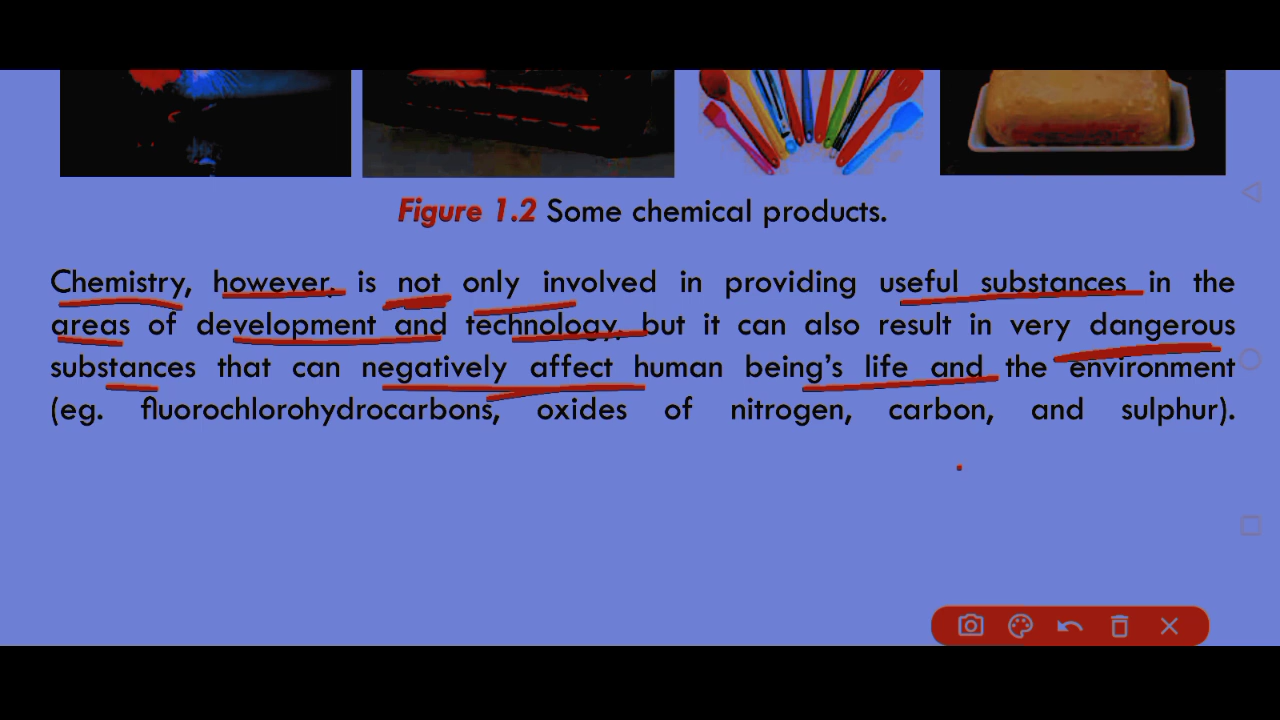 Figure 1.2 Some chemical products.
Chemistry, however, is not only involved in providing useful substances in the
areas of development and technology, but it can also result in very dangerous
substances that can negatively affect human being’s life and the environment
(eg. fluorochlorohydrocarbons, oxides of nitrogen, carbon, and sulphur).